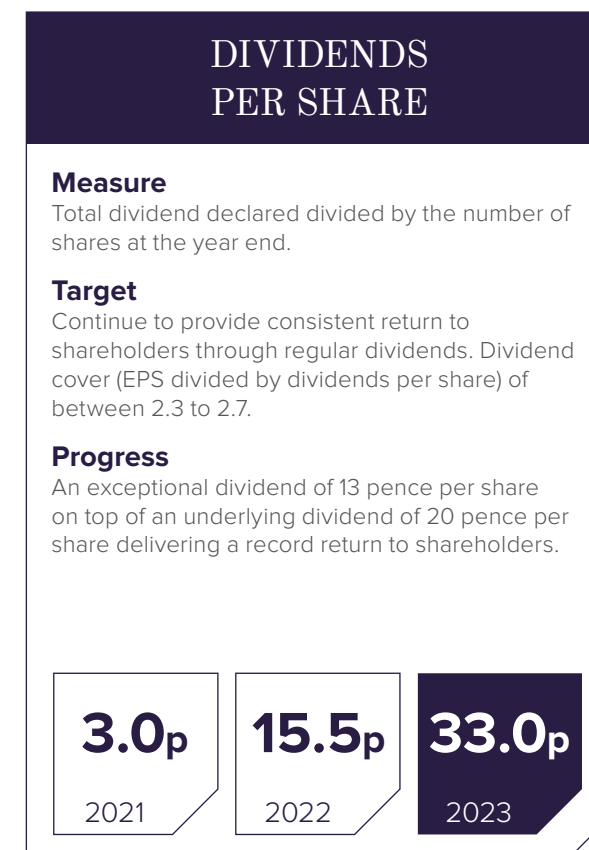 DIVIDENDS
PER SHARE
Measure
Total dividend declared divided by the number of
shares at the year end.
Target
Continue to provide consistent return to
shareholders through regular dividends. Dividend
cover (EPS divided by dividends per share) of
between 2.3 to 2.7.
Progress
An exceptional dividend of 13 pence per share
on top of an underlying dividend of 20 pence per
share delivering a record return to shareholders.
3.0p
2021
15.5p
2022
33.0p
2023